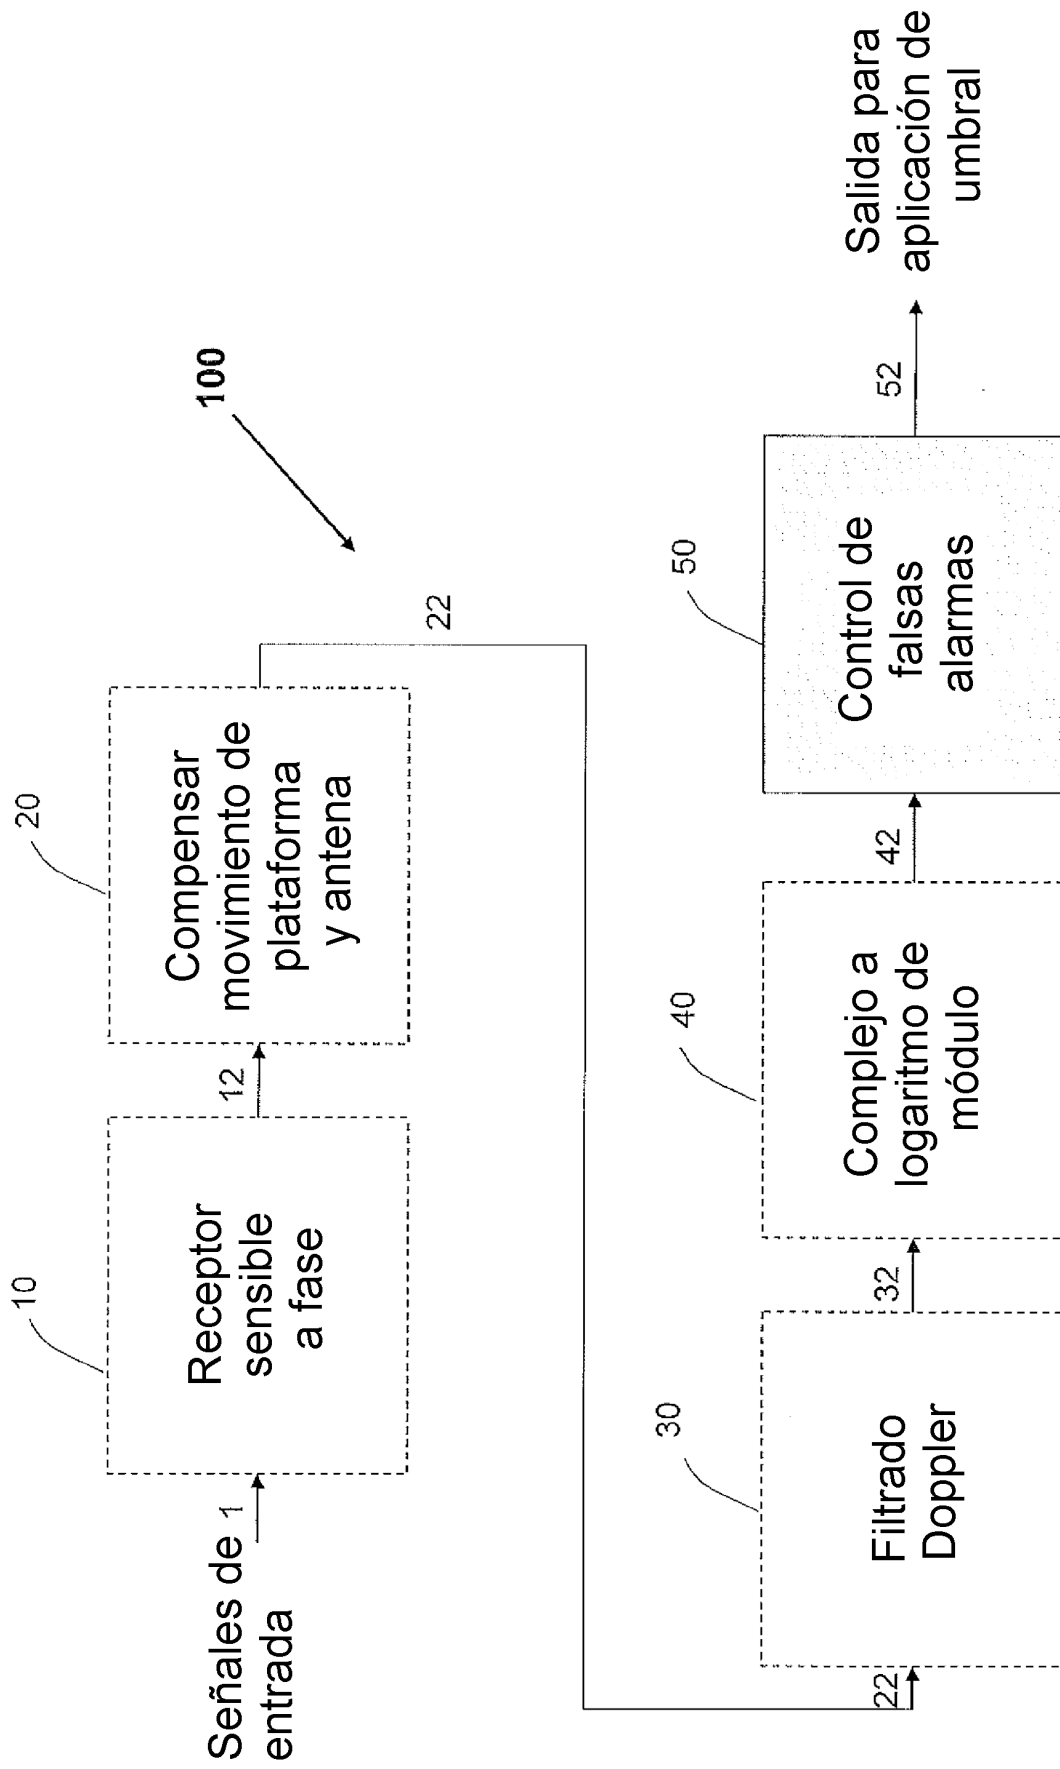 100
Señales de
entrada
1
10
Receptor
sensible
a fase
12
20
Compensar
movimiento de
plataforma
y antena
22
22
30
Filtrado
Doppler
32
40
Complejo a
logaritmo de
módulo
42
50
Control de
falsas
alarmas
52
Salida para
aplicación de
umbral